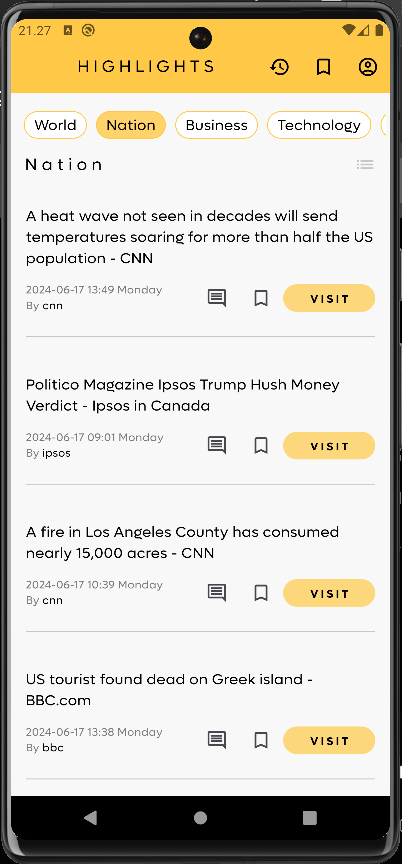 21.27
HIGHLIGHTS
World
Nation
Business
Technology
Nation
A heat wave not seen in decades will send
temperatures soaring for more than half the US
population - CNN
2024-06-17 13:49 Monday
By cnn
VISIT
Politico Magazine Ipsos Trump Hush Money
Verdict - Ipsos in Canada
2024-06-17 09:01 Monday
By ipsos
VISIT
A fire in Los Angeles County has consumed
nearly 15,000 acres - CNN
2024-06-17 10:39 Monday
By cnn
VISIT
US tourist found dead on Greek island -
BBC.com
2024-06-17 13:38 Monday
By bbc
VISIT